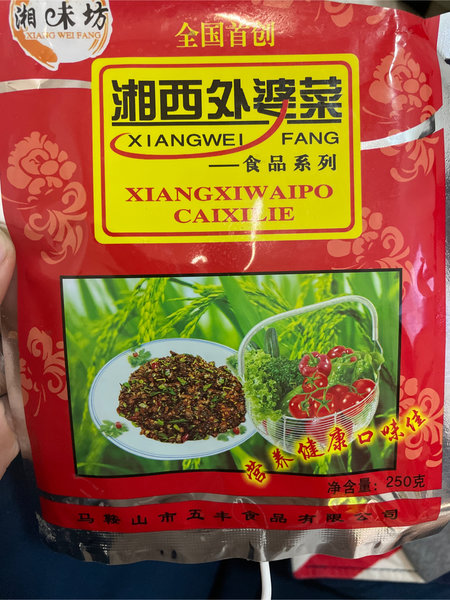 湘味坊
XIANG WEI FANG
全国首创
湘西外婆菜
XIANGWEI FANG
—食品系列
XIANGXIWAIPO
CAIXILIE
营养健康口味佳
净含量: 250克
马鞍山市五丰食品有限公司